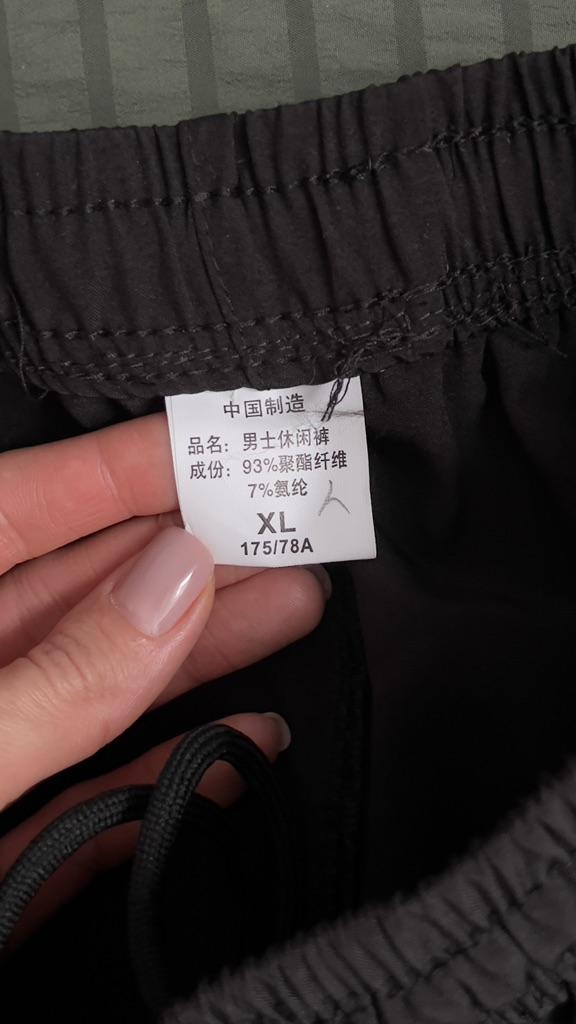 中国制造
品名：男士休闲裤
成份：93%聚酯纤维
7%氨纶
XL
175/78A